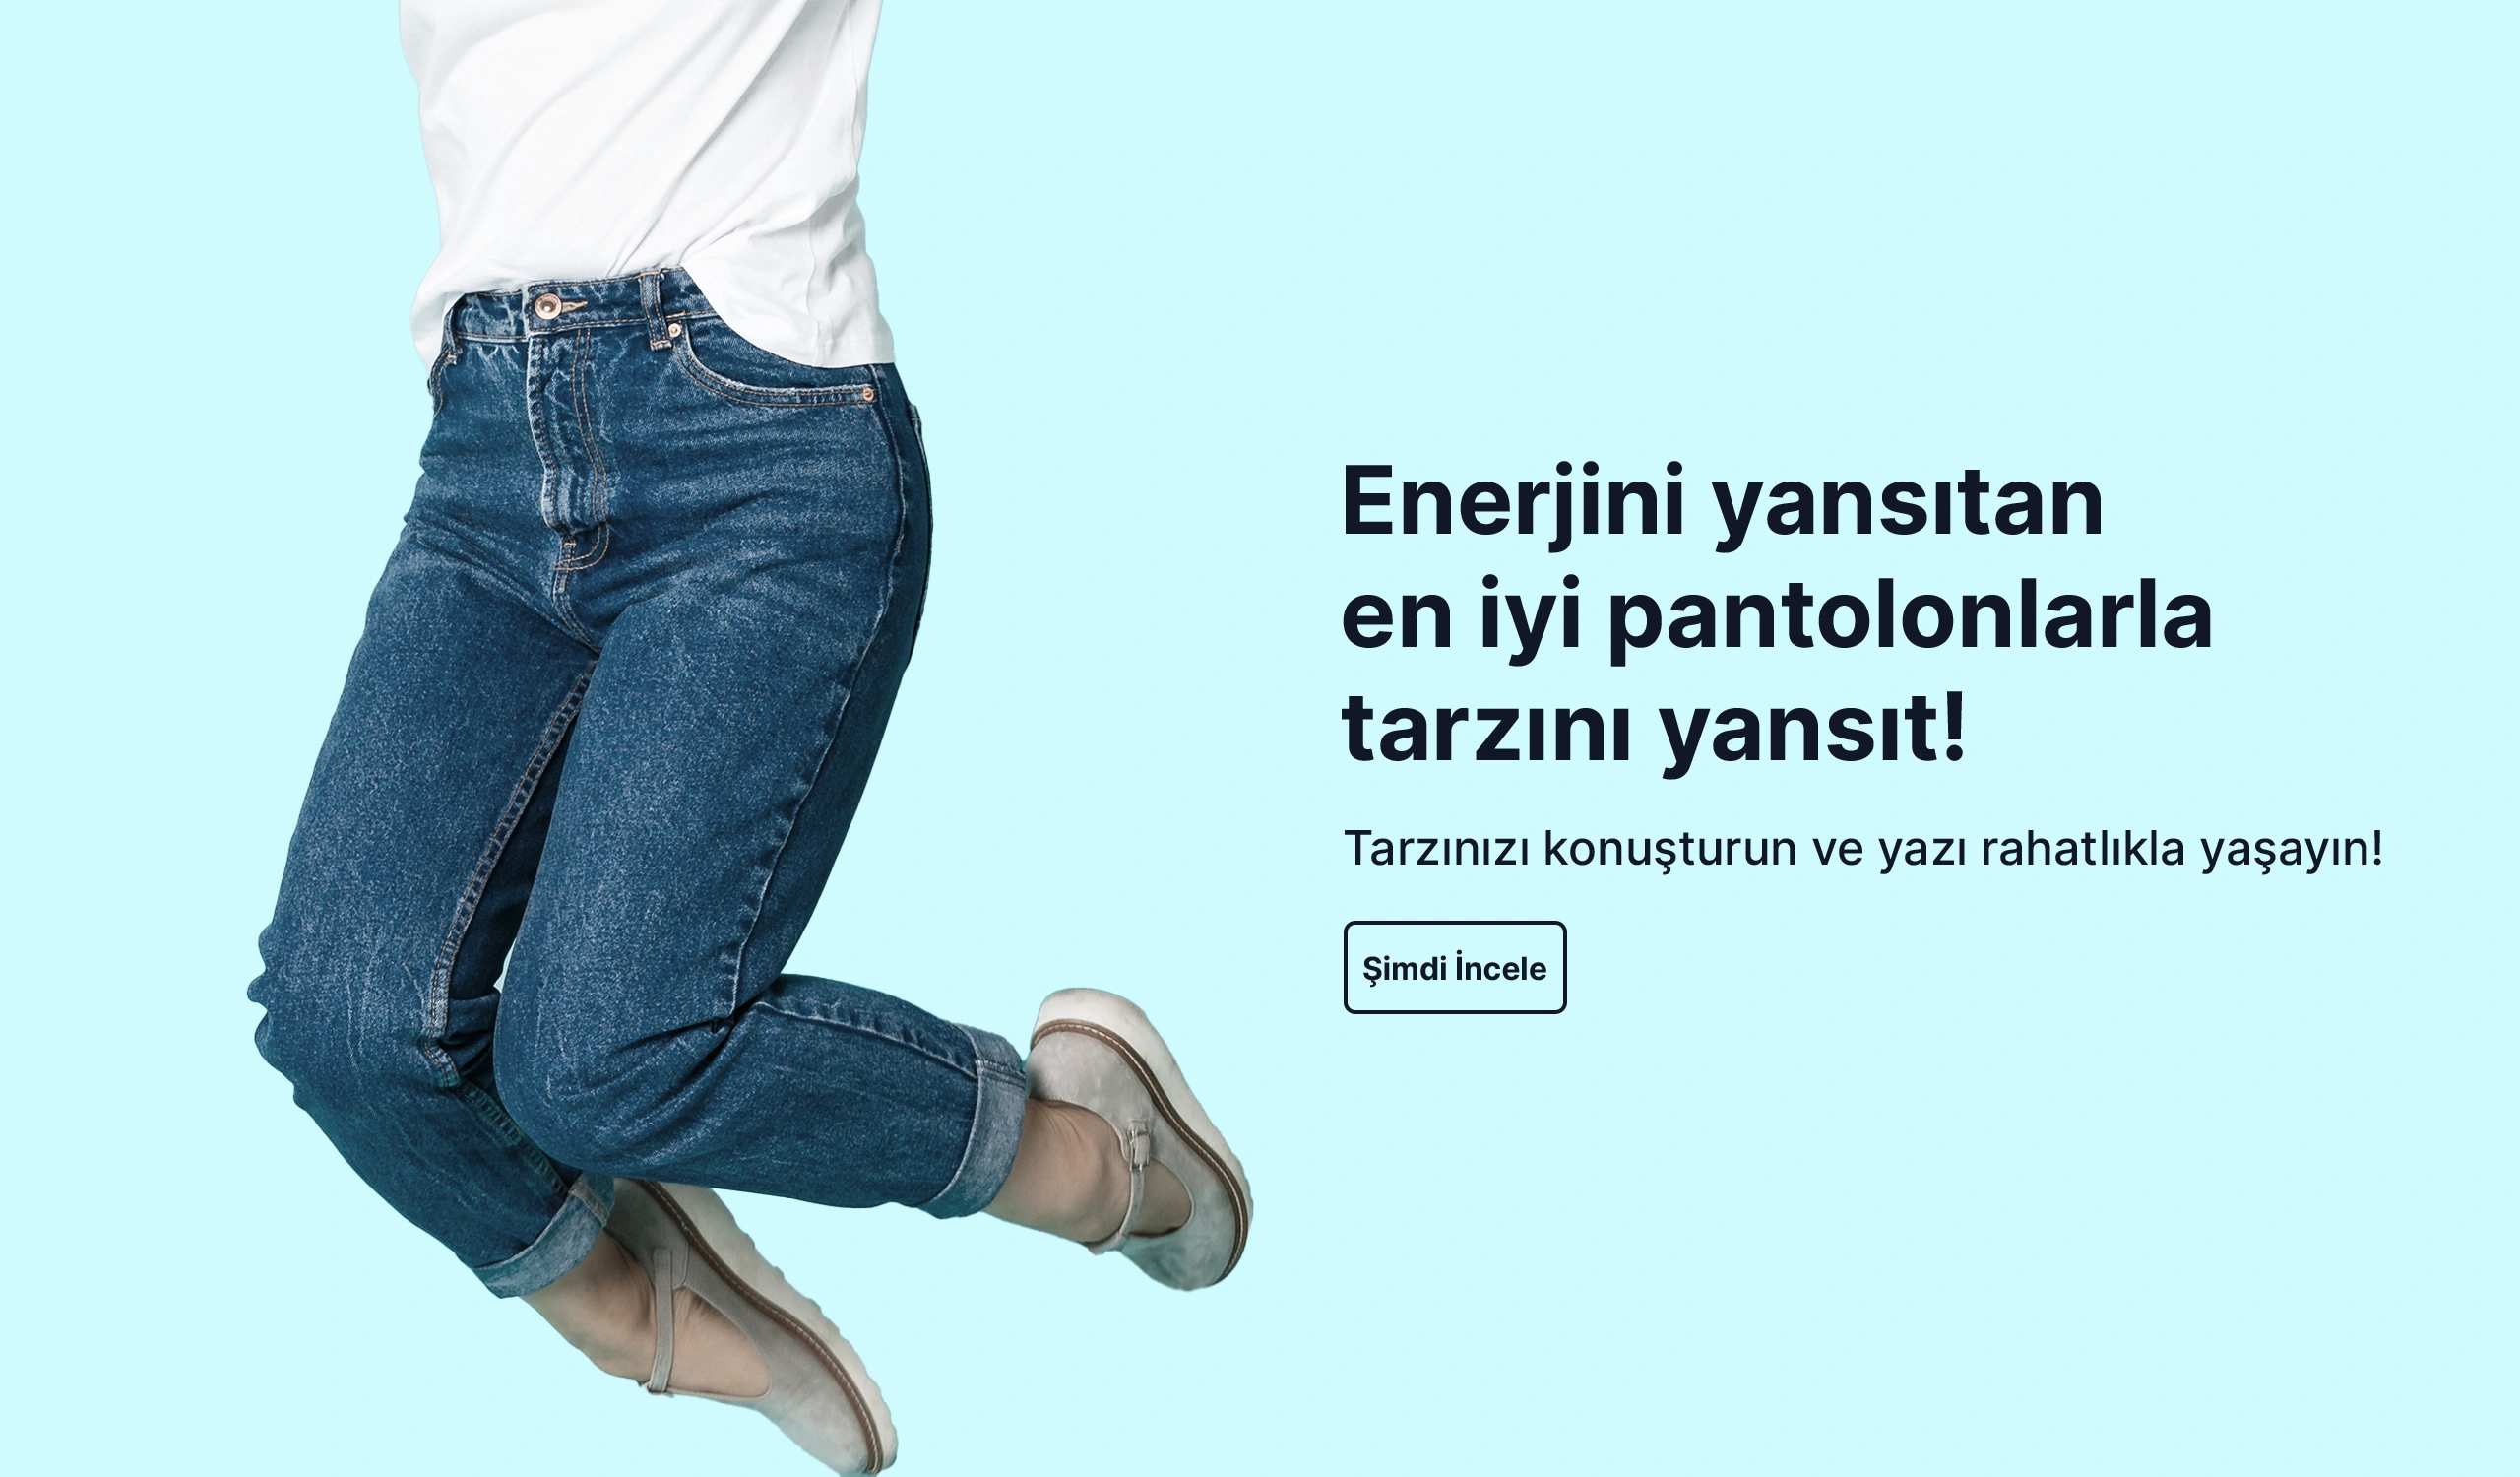 Enerjini yansıtan
en iyi pantolonlarla
tarzını yansıt!
Tarzınızı konuşturun ve yazı rahatlıkla yaşayın!
Şimdi İncele